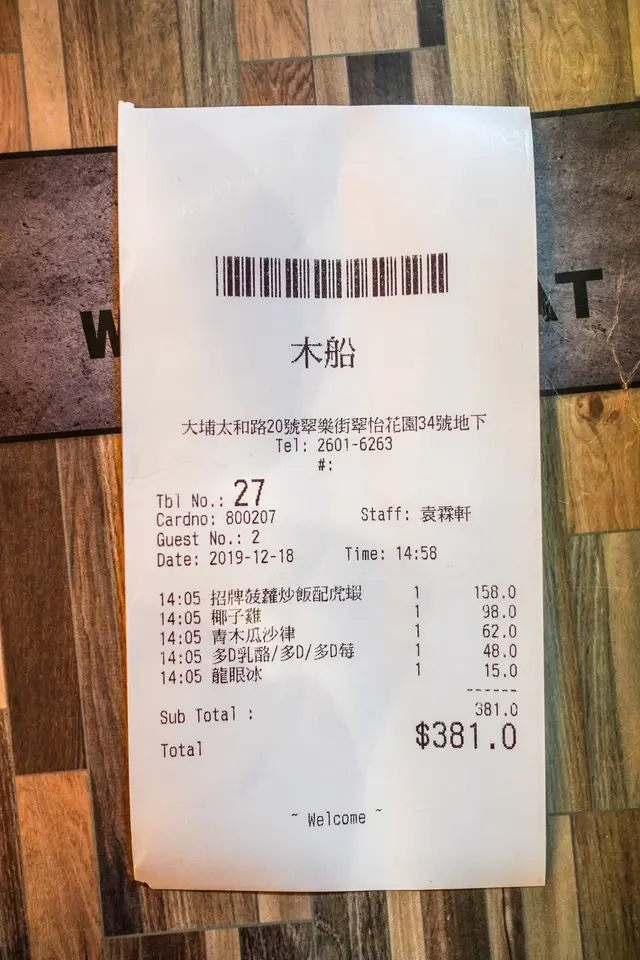 W AT
木船
大埔太和路20號翠樂街翠怡花園34號地下
Tel: 2601-6263
#:
Tbl No.: 27
Cardno: 800207 Staff: 袁霖軒
Guest No.: 2
Date: 2019-12-18 Time: 14:58
14:05 招牌菠蘿炒飯配虎蝦 1 158.0
14:05 椰子雞 1 98.0
14:05 青木瓜沙律 1 62.0
14:05 多D乳酪/多D/多D莓 1 48.0
14:05 龍眼冰 1 15.0
------
Sub Total : 381.0
Total $381.0
~ Welcome ~